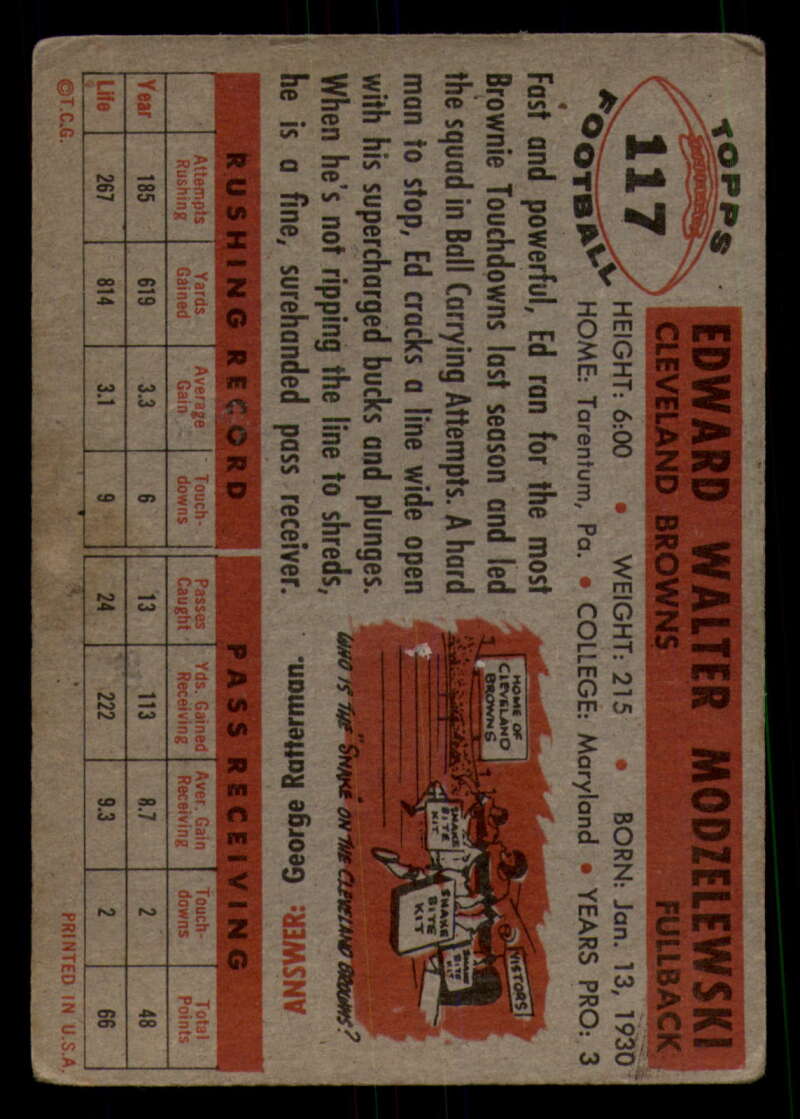 TOPPS
117
FOOTBALL
EDWARD WALTER MODZELEWSKI
CLEVELAND BROWNS FULLBACK
HEIGHT: 6:00 • WEIGHT: 215 • BORN: Jan. 13, 1930
HOME: Tarentum, Pa. • COLLEGE: Maryland • YEARS PRO: 3
Fast and powerful, Ed ran for the most
Brownie Touchdowns last season and led
the squad in Ball Carrying Attempts. A hard
man to stop, Ed cracks a line wide open
with his supercharged bucks and plunges.
When he's not ripping the line to shreds,
he is a fine, surehanded pass receiver.
HOME OF
CLEVELAND
BROWNS
VISITORS
SNAKE
BITE
KIT
SNAKE
BITE
KIT
SNAKE
BITE
KIT
WHO IS THE "SNAKE" ON THE CLEVELAND BROWNS?
ANSWER: George Ratterman.
RUSHING RECORD PASS RECEIVING
Attempts Rushing Yards Gained Average Gain Touch-downs Passes Caught Yds. Gained Receiving Aver. Gain Receiving Touch-downs Total Points
Year 185 619 3.3 6 13 113 8.7 2 48
Life 267 814 3.1 9 24 222 9.3 2 66
©T.C.G. PRINTED IN U.S.A.